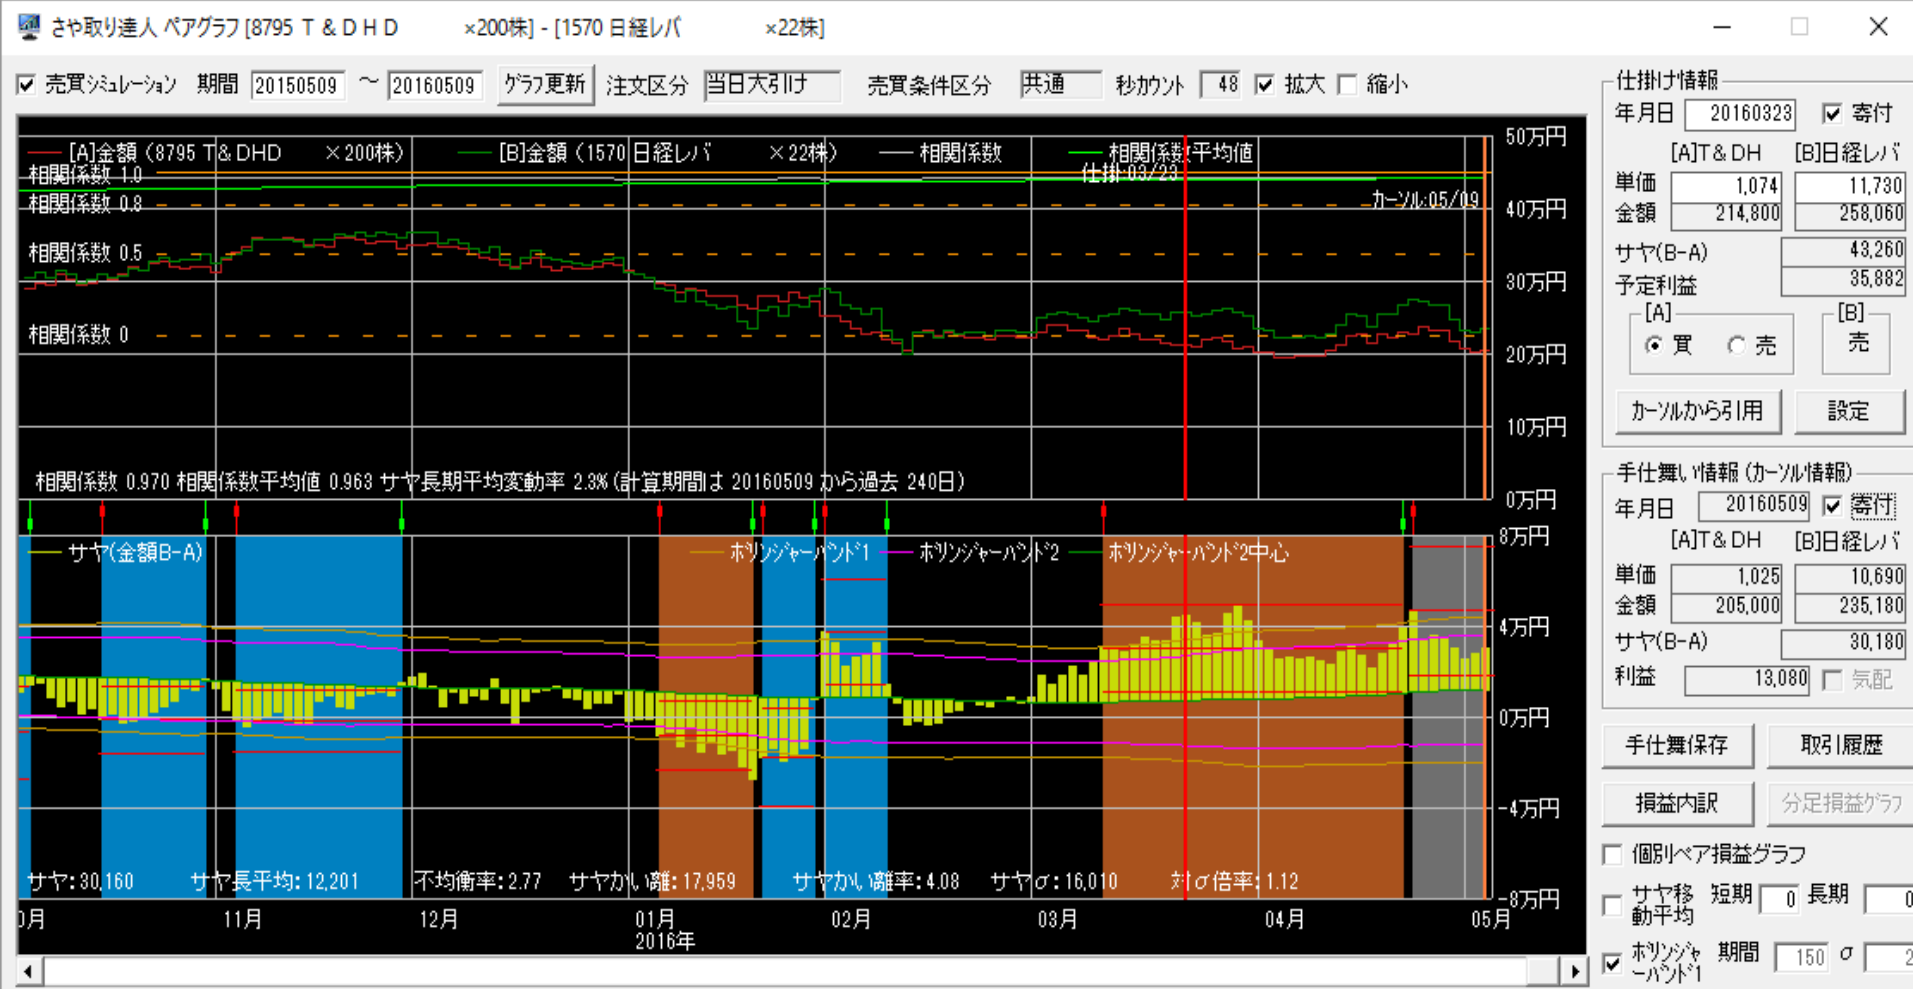 さや取り達人 ペアグラフ [8795 T & D H D ×200株] - [1570 日経レバ ×22株]
売買シミュレーション 期間 20150509 ～ 20160509 グラフ更新 注文区分 当日大引け 売買条件区分 共通 秒カウント 48 拡大 縮小
[A]金額 (8795 T&DHD ×200株) [B]金額 (1570 日経レバ ×22株) 相関係数 相関係数平均値
相関係数 1.0
仕掛:03/23
相関係数 0.8
カーソル:05/09
相関係数 0.5
相関係数 0
50万円
40万円
30万円
20万円
10万円
0万円
相関係数 0.970 相関係数平均値 0.963 サヤ長期平均変動率 2.3% (計算期間は 20160509 から過去 240日)
サヤ(金額B-A) ボリンジャーバンド1 ボリンジャーバンド2 ボリンジャーバンド2中心
8万円
4万円
0万円
-4万円
-8万円
サヤ:30,160 サヤ長平均:12,201 不均衡率:2.77 サヤかい離:17,959 サヤかい離率:4.08 サヤσ:16,010 対σ倍率:1.12
0月 11月 12月 01月 02月 03月 04月 05月
2016年
仕掛け情報
年月日 20160323 寄付
[A]T&DH [B]日経レバ
単価 1,074 11,730
金額 214,800 258,060
サヤ(B-A) 43,260
予定利益 35,882
[A] [B]
買 売 売
カーソルから引用 設定
手仕舞い情報 (カーソル情報)
年月日 20160509 寄付
[A]T&DH [B]日経レバ
単価 1,025 10,690
金額 205,000 235,180
サヤ(B-A) 30,180
利益 13,080 気配
手仕舞保存 取引履歴
損益内訳 分足損益グラフ
個別ペア損益グラフ
サヤ移動平均 短期 0 長期 0
ボリンジャーバンド1 期間 150 σ 2